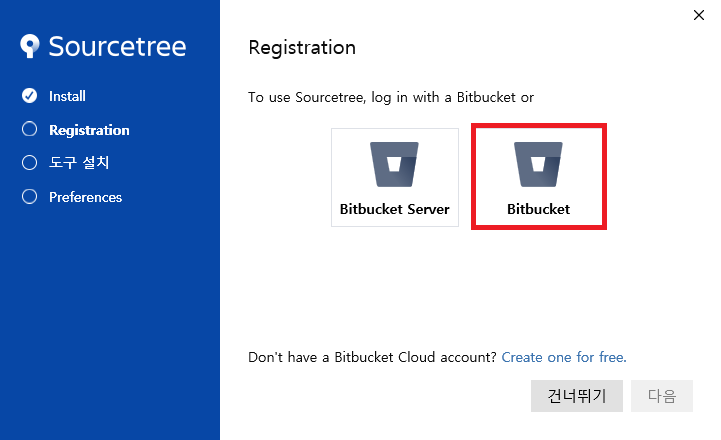 Sourcetree
Install
Registration
도구 설치
Preferences
Registration
To use Sourcetree, log in with a Bitbucket or
Bitbucket Server
Bitbucket
Don't have a Bitbucket Cloud account? Create one for free.
건너뛰기
다음